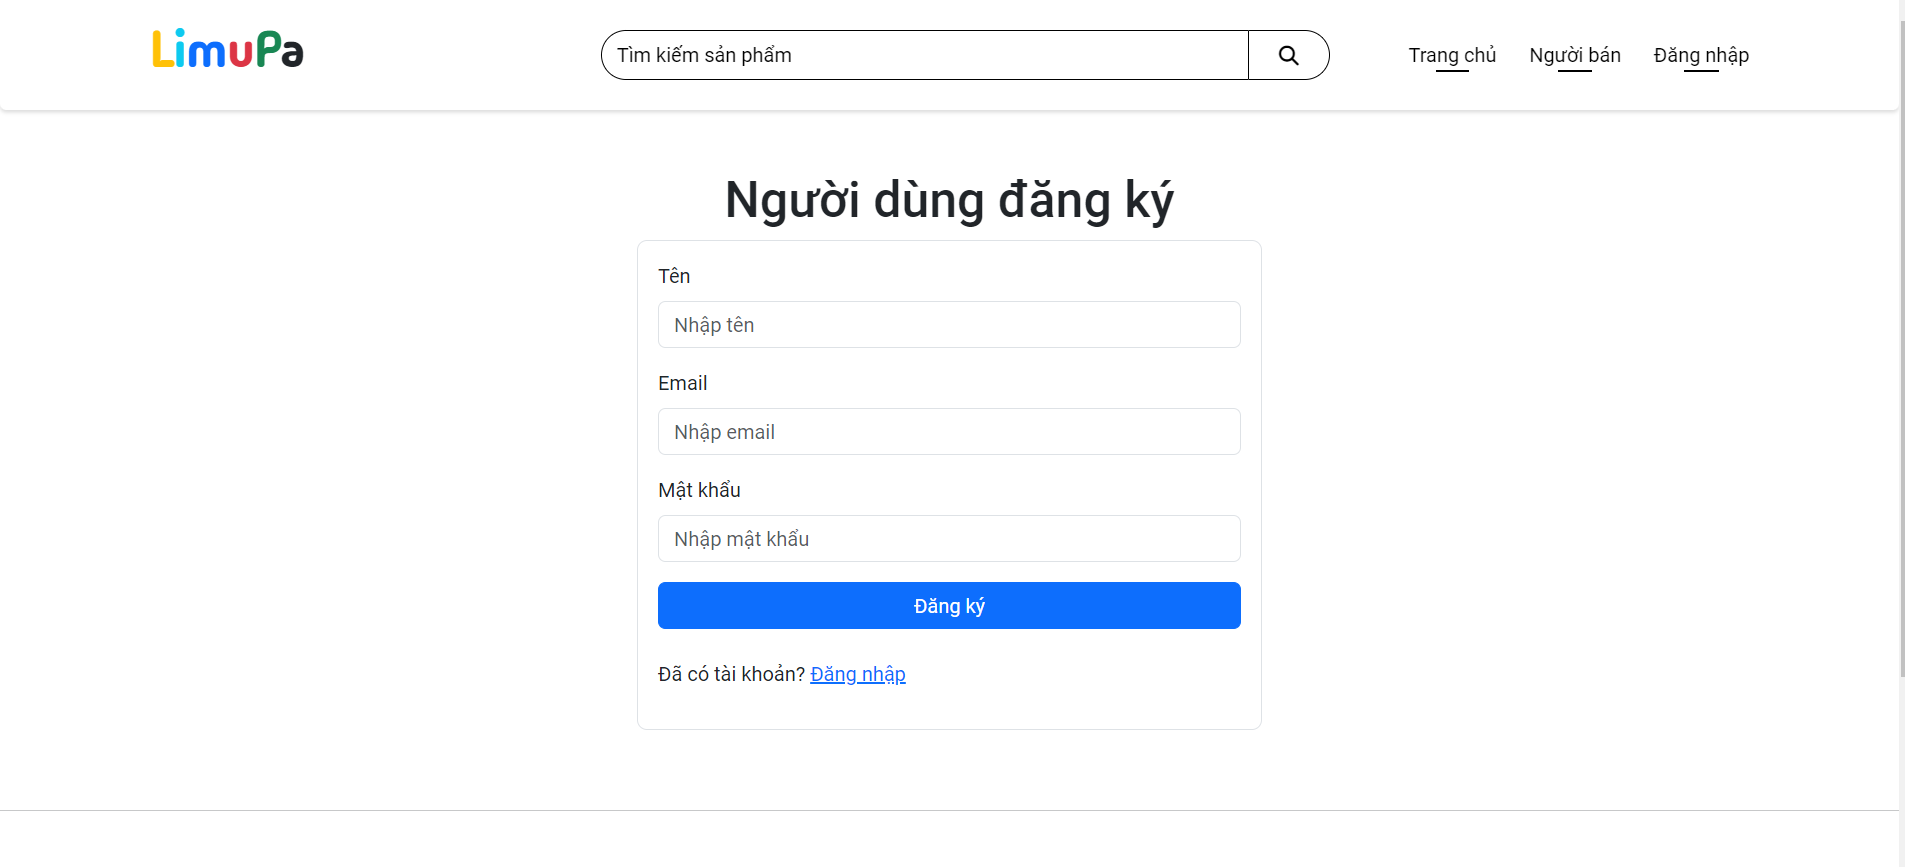 LimuPa
Tìm kiếm sản phẩm
Trang chủ
Người bán
Đăng nhập
Người dùng đăng ký
Tên
Nhập tên
Email
Nhập email
Mật khẩu
Nhập mật khẩu
Đăng ký
Đã có tài khoản? Đăng nhập